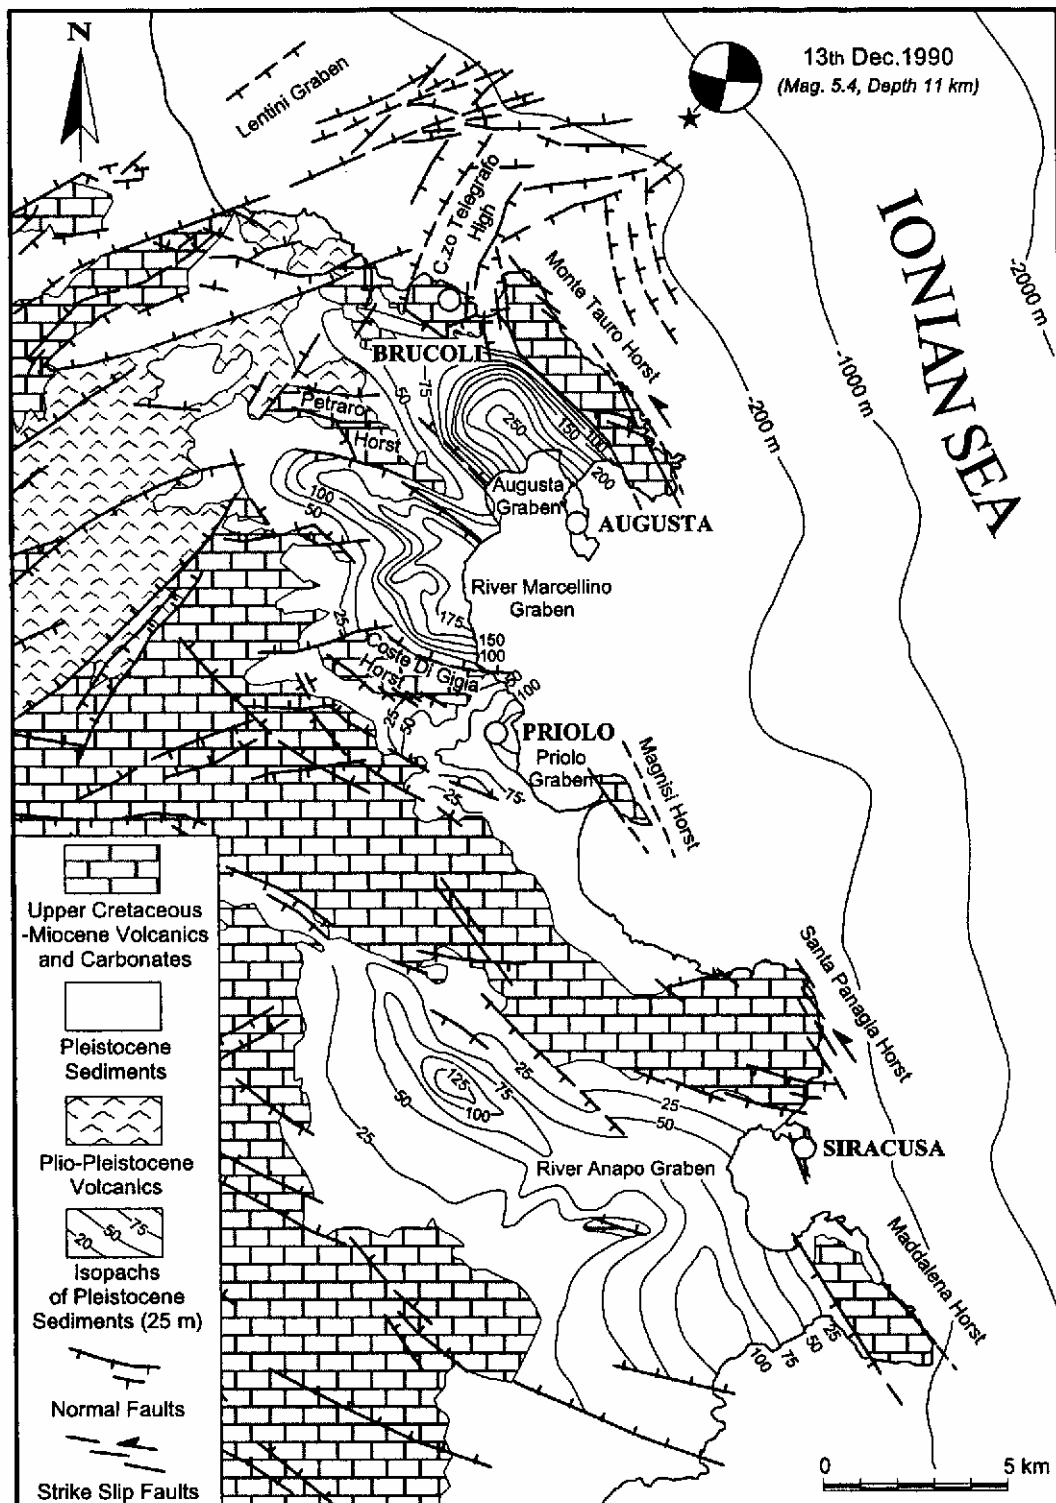 N
13th Dec.1990
(Mag. 5.4, Depth 11 km)
Lentini Graben
C.zo Telegrafo
High
IONIAN SEA
-2000 m
-1000 m
-200 m
Monte Tauro Horst
BRUCOLI
75
50
250
150
100
200
Petraro
Horst
Augusta
Graben
AUGUSTA
100
50
River Marcellino
Graben
175
150
100
25
50
100
Coste Di Gigia
Horst
25
50
PRIOLO
Priolo
Graben
75
25
Magnisi Horst
Upper Cretaceous
-Miocene Volcanics
and Carbonates
Pleistocene
Sediments
Plio-Pleistocene
Volcanics
20
50
75
Isopachs
of Pleistocene
Sediments (25 m)
Normal Faults
Strike Slip Faults
Santa Panagia Horst
125
100
75
50
25
25
25
50
SIRACUSA
River Anapo Graben
Maddalena Horst
100
75
50
25
0
5 km